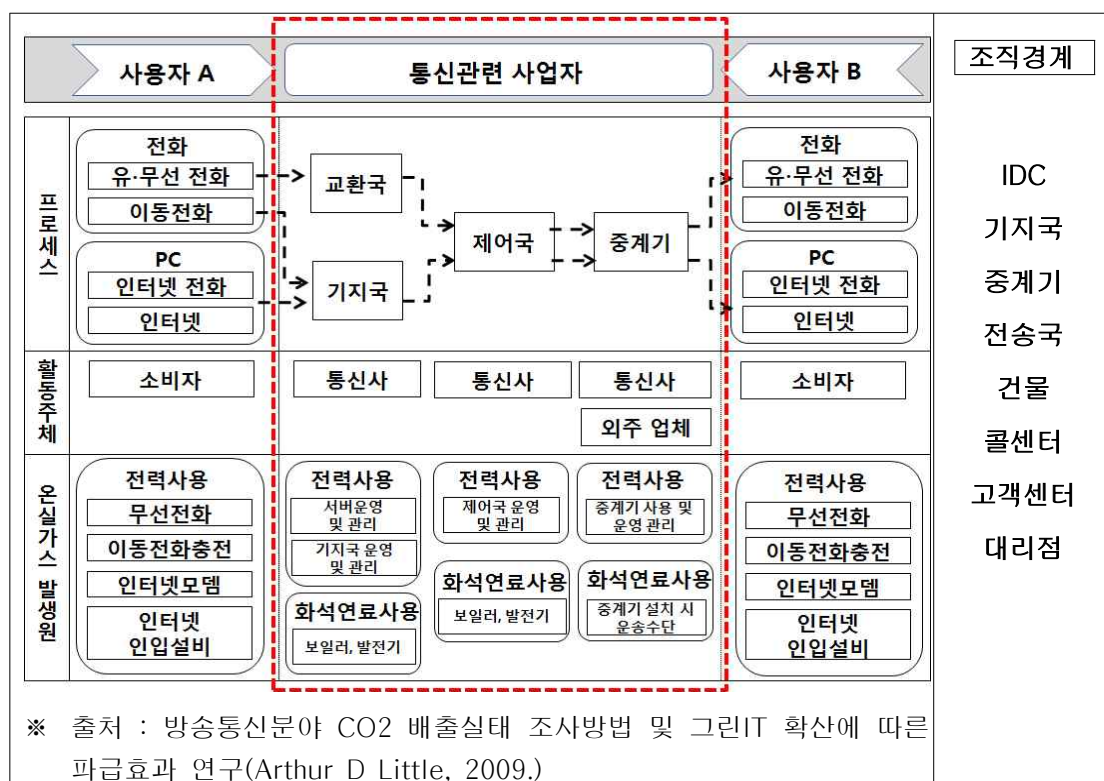 사용자 A
통신관련 사업자
사용자 B
조직경계
프로세스
전화
유·무선 전화
이동전화
PC
인터넷 전화
인터넷
교환국
기지국
제어국
중계기
전화
유·무선 전화
이동전화
PC
인터넷 전화
인터넷
활동주체
소비자
통신사
통신사
통신사
외주 업체
소비자
온실가스 발생원
전력사용
무선전화
이동전화충전
인터넷모뎀
인터넷
인입설비
전력사용
서버운영
및 관리
기지국 운영
및 관리
화석연료사용
보일러, 발전기
전력사용
제어국 운영
및 관리
화석연료사용
보일러, 발전기
전력사용
중계기 사용 및
운영 관리
화석연료사용
중계기 설치 시
운송수단
전력사용
무선전화
이동전화충전
인터넷모뎀
인터넷
인입설비
IDC
기지국
중계기
전송국
건물
콜센터
고객센터
대리점
※ 출처 : 방송통신분야 CO2 배출실태 조사방법 및 그린IT 확산에 따른
파급효과 연구(Arthur D Little, 2009.)